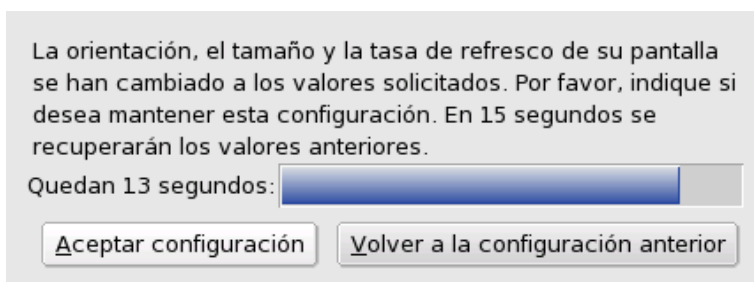 La orientación, el tamaño y la tasa de refresco de su pantalla
se han cambiado a los valores solicitados. Por favor, indique si
desea mantener esta configuración. En 15 segundos se
recuperarán los valores anteriores.
Quedan 13 segundos:
Aceptar configuración
Volver a la configuración anterior